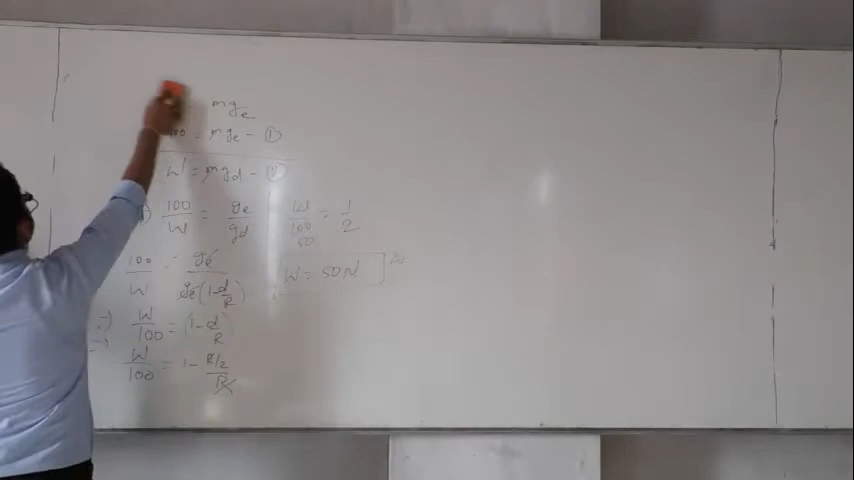 mg_e
100 = mg_e - ①
W = mg_d - ②
100/W = g_e/g_d
100/W = g_e/g_e(1-d/R)
W/100 = (1-d/R)
W/100 = 1 - R/2/R
W/100 = 1/2
50
W = 50N